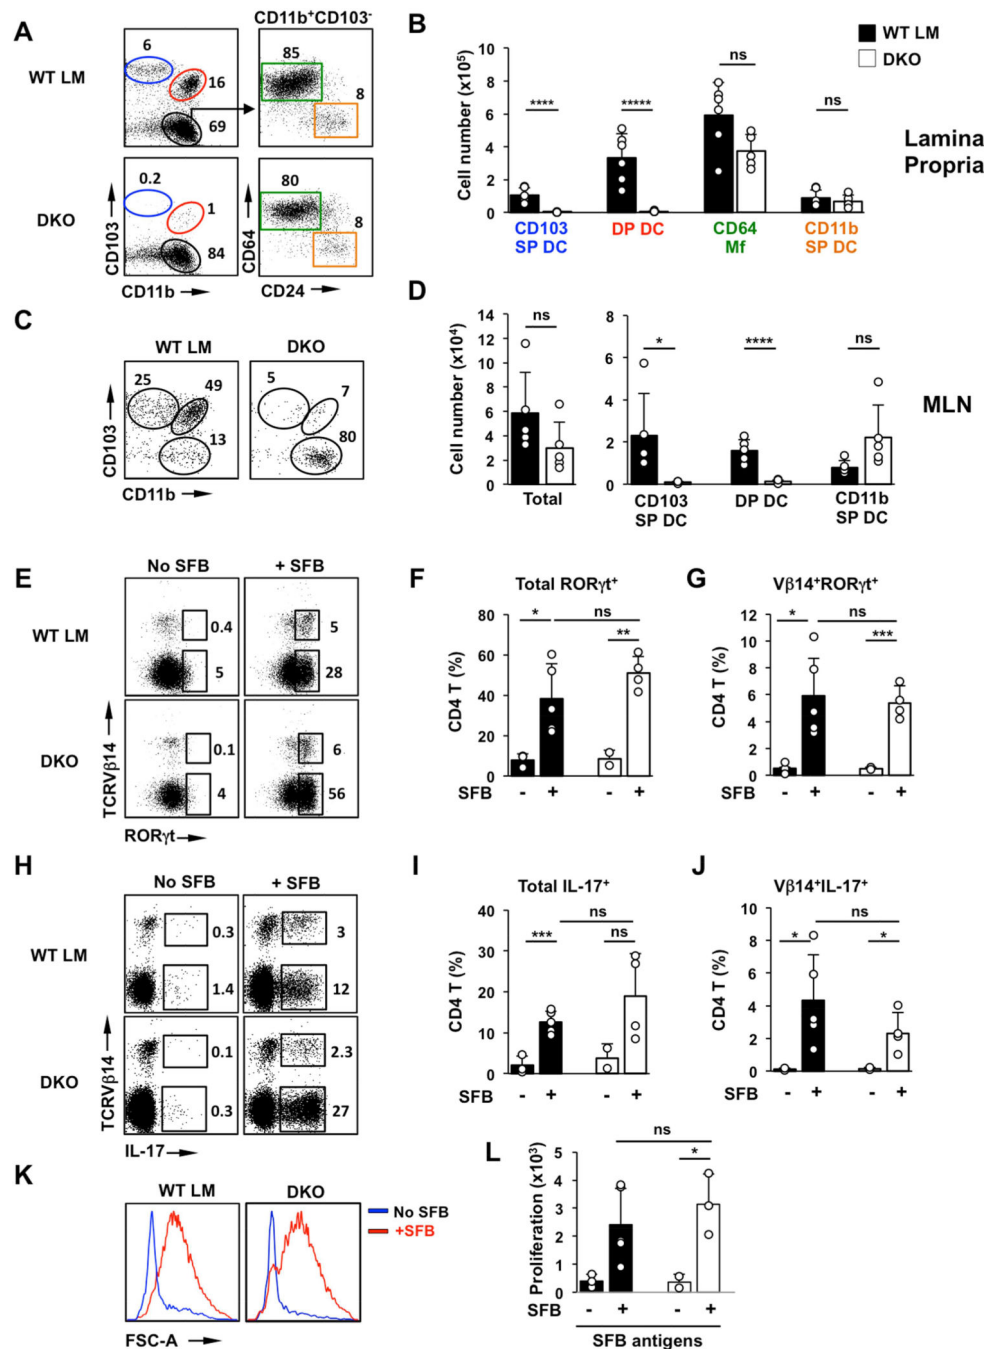 A
CD11b⁺CD103⁻
WT LM
6
16
69
85
8
DKO
0.2
1
84
80
8
CD103
CD64
CD11b
CD24
B
WT LM
DKO
Cell number (x10⁵)
10
8
6
4
2
0
****
*****
ns
ns
CD103
SP DC
DP DC
CD64
Mf
CD11b
SP DC
Lamina
Propria
C
WT LM
DKO
25
49
13
5
7
80
CD103
CD11b
D
Cell number (x10⁴)
14
12
10
8
6
4
2
0
ns
Total
8
6
4
2
0
*
****
ns
CD103
SP DC
DP DC
CD11b
SP DC
MLN
E
No SFB
+ SFB
WT LM
0.4
5
5
28
DKO
0.1
4
6
56
TCRVβ14
RORγt
F
Total RORγt⁺
CD4 T (%)
80
60
40
20
0
*
ns
**
SFB
-
+
-
+
G
Vβ14⁺RORγt⁺
CD4 T (%)
12
10
8
6
4
2
0
*
ns
***
SFB
-
+
-
+
H
No SFB
+ SFB
WT LM
0.3
1.4
3
12
DKO
0.1
0.3
2.3
27
TCRVβ14
IL-17
I
Total IL-17⁺
CD4 T (%)
40
30
20
10
0
***
ns
ns
SFB
-
+
-
+
J
Vβ14⁺IL-17⁺
CD4 T (%)
10
8
6
4
2
0
*
ns
*
SFB
-
+
-
+
K
WT LM
DKO
No SFB
+SFB
FSC-A
L
Proliferation (x10³)
5
4
3
2
1
0
ns
*
SFB
-
+
-
+
SFB antigens